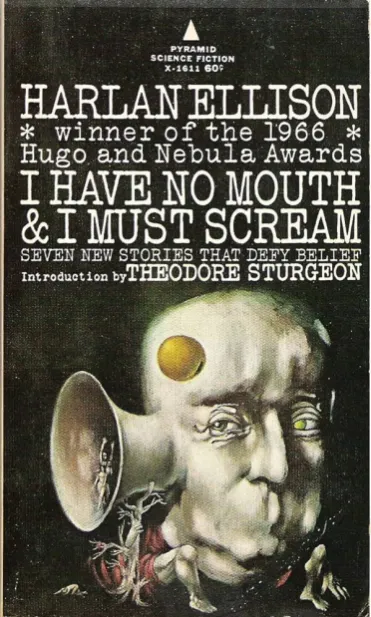 PYRAMID
SCIENCE FICTION
X-1611 60¢
HARLAN ELLISON
* winner of the 1966 *
Hugo and Nebula Awards
I HAVE NO MOUTH
& I MUST SCREAM
SEVEN NEW STORIES THAT DEFY BELIEF
Introduction by THEODORE STURGEON